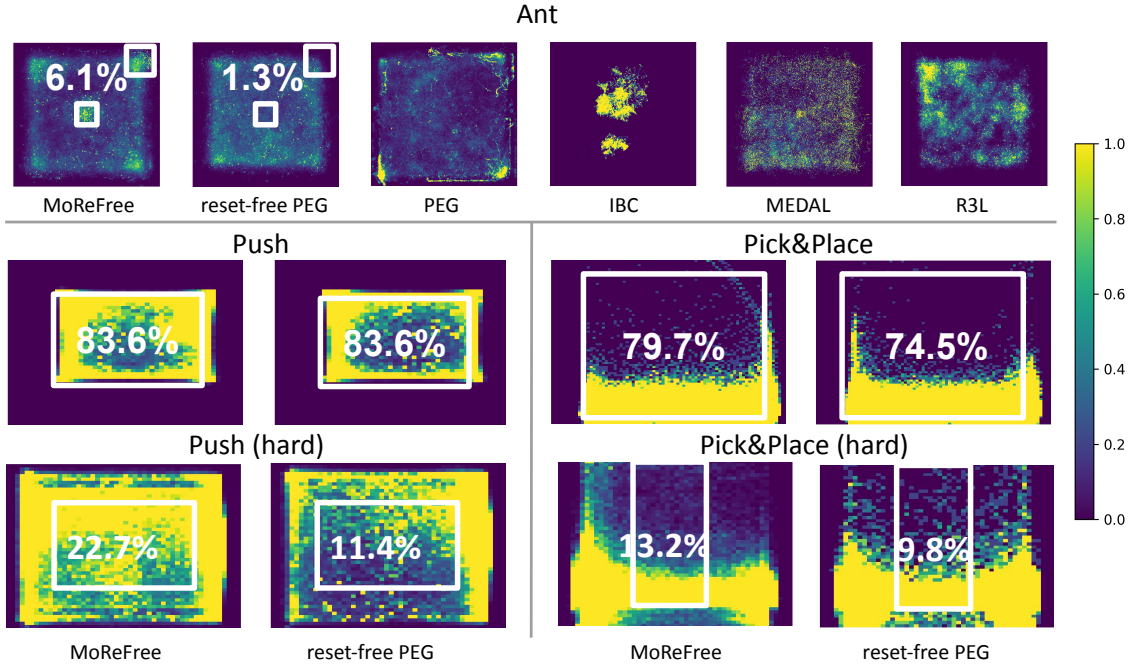 Ant
6.1%
1.3%
MoReFree
reset-free PEG
PEG
IBC
MEDAL
R3L
1.0
0.8
0.6
0.4
0.2
0.0
Push
83.6%
83.6%
Pick&Place
79.7%
74.5%
Push (hard)
22.7%
11.4%
Pick&Place (hard)
13.2%
9.8%
MoReFree
reset-free PEG
MoReFree
reset-free PEG